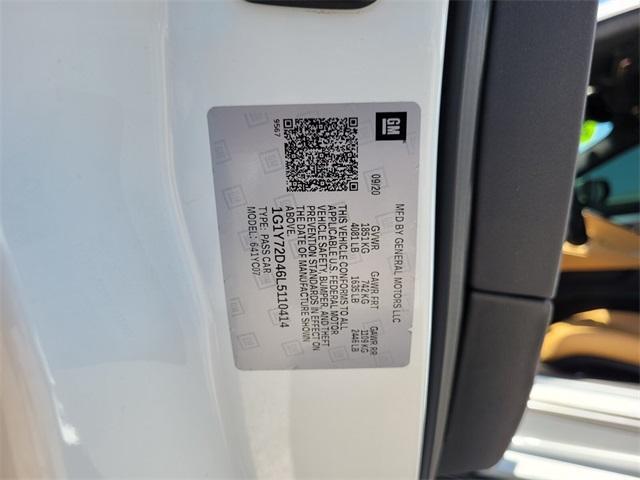 GM
MFD BY GENERAL MOTORS LLC
09/20
GVWR GAWR FRT GAWR RR
1851 KG 742 KG 1109 KG
4081 LB 1635 LB 2446 LB
THIS VEHICLE CONFORMS TO ALL
APPLICABLE U.S. FEDERAL MOTOR
VEHICLE SAFETY, BUMPER, AND THEFT
PREVENTION STANDARDS IN EFFECT ON
THE DATE OF MANUFACTURE SHOWN
ABOVE.
1G1Y72D46L5110414
TYPE: PASS CAR
MODEL: 641YC07
9567